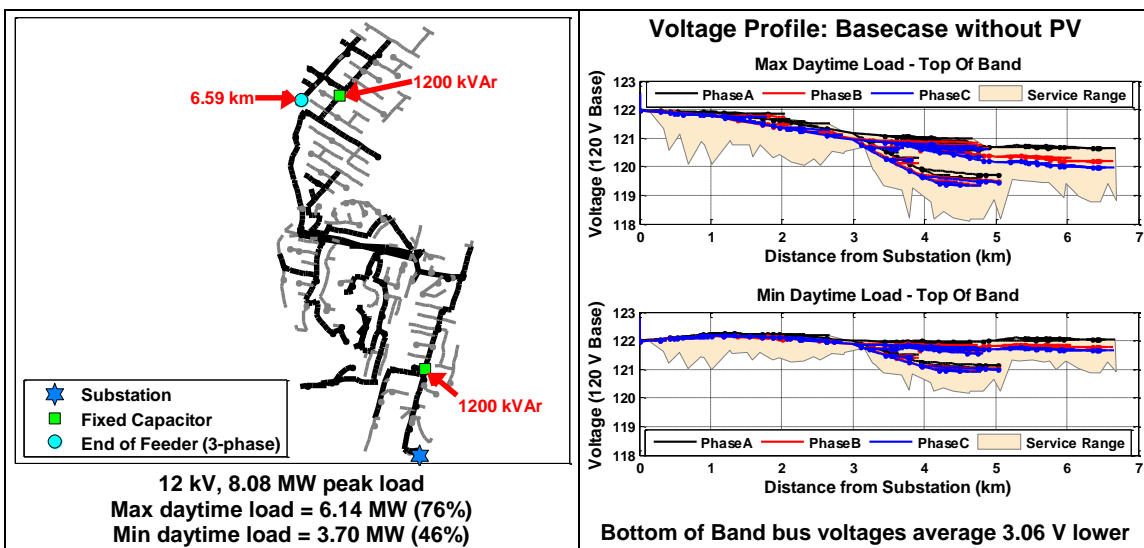 1200 kVAr
6.59 km
1200 kVAr
Substation
Fixed Capacitor
End of Feeder (3-phase)
12 kV, 8.08 MW peak load
Max daytime load = 6.14 MW (76%)
Min daytime load = 3.70 MW (46%)
Voltage Profile: Basecase without PV
Max Daytime Load - Top Of Band
PhaseA PhaseB PhaseC Service Range
Voltage (120 V Base)
123
122
121
120
119
118
0 1 2 3 4 5 6 7
Distance from Substation (km)
Min Daytime Load - Top Of Band
Voltage (120 V Base)
123
122
121
120
119
118
PhaseA PhaseB PhaseC Service Range
0 1 2 3 4 5 6 7
Distance from Substation (km)
Bottom of Band bus voltages average 3.06 V lower